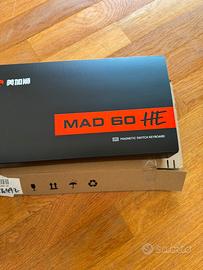 美加狮
MAD 60 HE
MAGNETIC SWITCH KEYBOARD
Subito